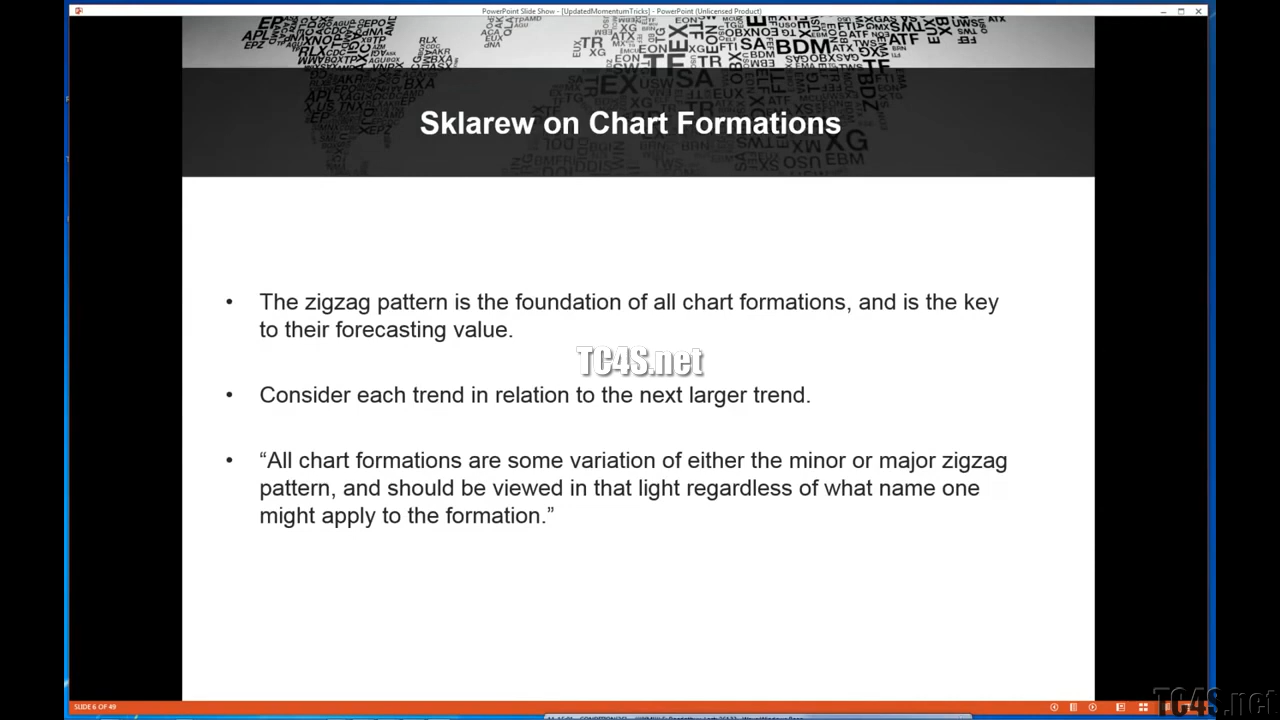 PowerPoint Slide Show - [UpdatedMomentumTricks] - PowerPoint (Unlicensed Product)
Sklarew on Chart Formations
• The zigzag pattern is the foundation of all chart formations, and is the key
to their forecasting value.
TC4S.net
• Consider each trend in relation to the next larger trend.
• “All chart formations are some variation of either the minor or major zigzag
pattern, and should be viewed in that light regardless of what name one
might apply to the formation.”
TC4S.net
SLIDE 6 OF 49